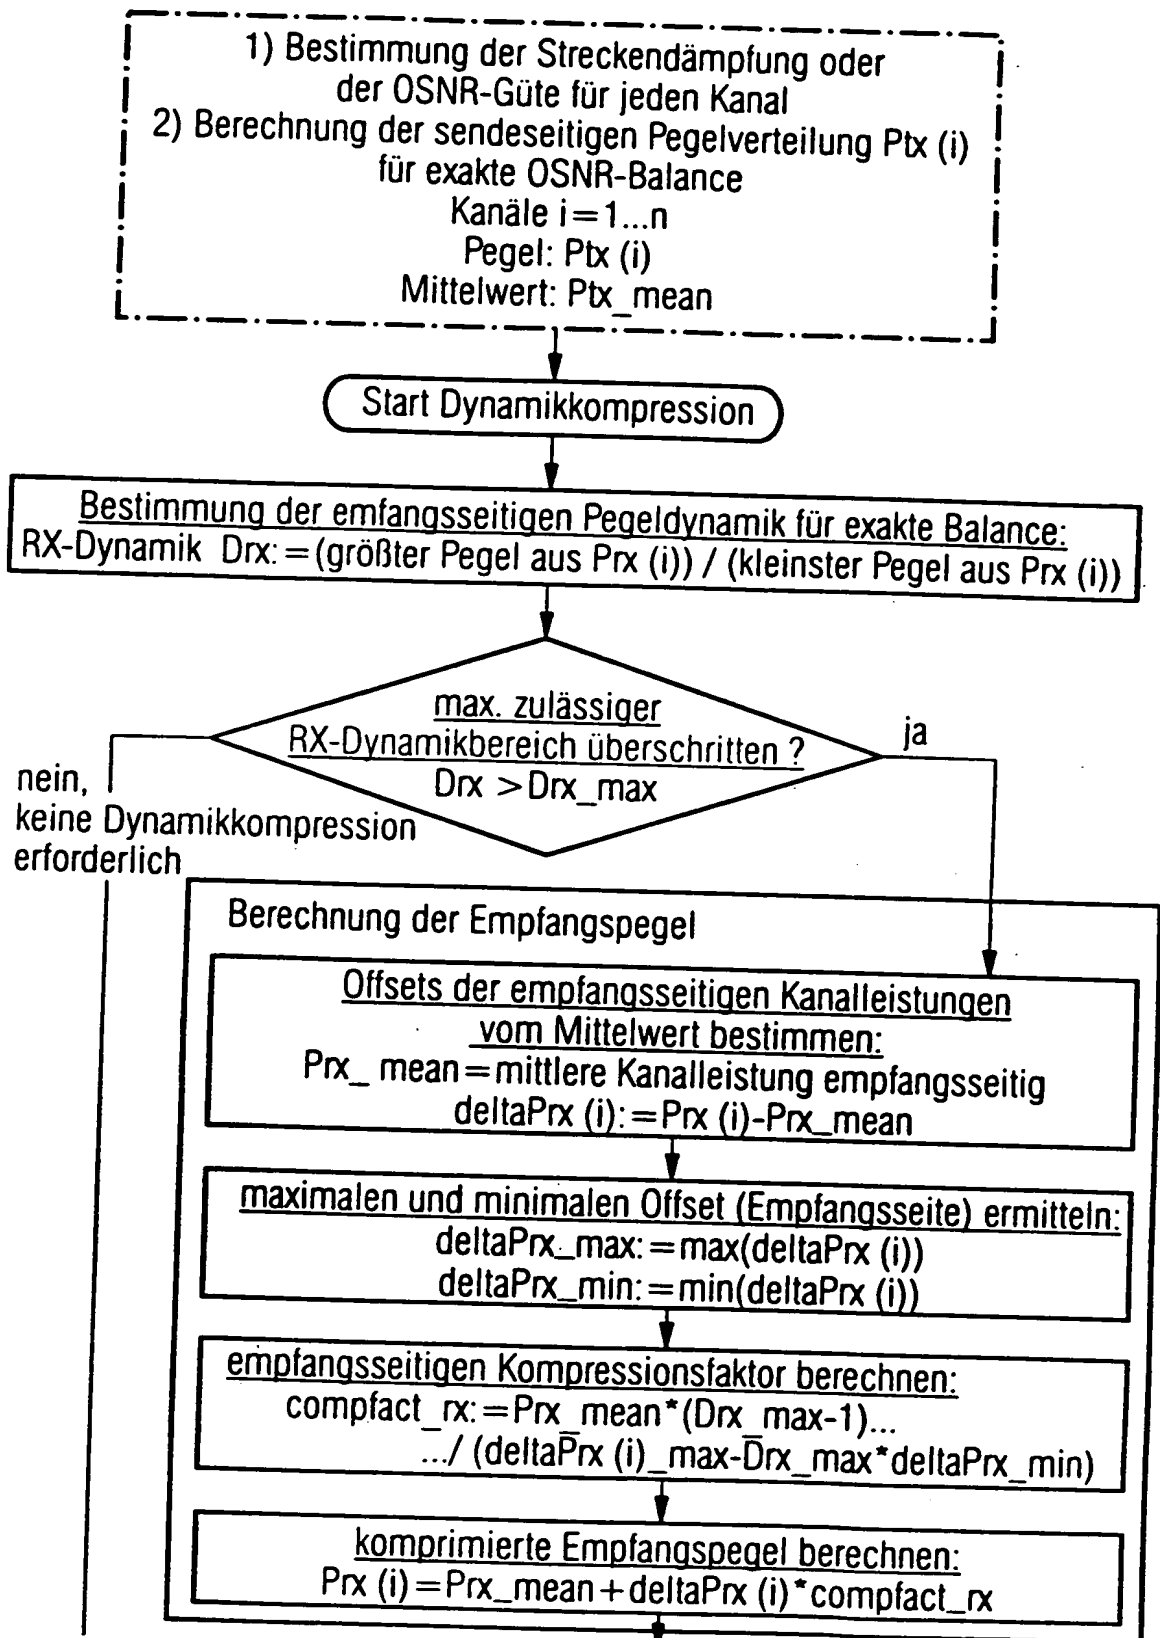 1) Bestimmung der Streckendämpfung oder
der OSNR-Güte für jeden Kanal
2) Berechnung der sendeseitigen Pegelverteilung Ptx (i)
für exakte OSNR-Balance
Kanäle i=1...n
Pegel: Ptx (i)
Mittelwert: Ptx_mean
Start Dynamikkompression
Bestimmung der emfangsseitigen Pegeldynamik für exakte Balance:
RX-Dynamik Drx:=(größter Pegel aus Prx (i)) / (kleinster Pegel aus Prx (i))
max. zulässiger
RX-Dynamikbereich überschritten ?
Drx >Drx_max
ja
nein,
keine Dynamikkompression
erforderlich
Berechnung der Empfangspegel
Offsets der empfangsseitigen Kanalleistungen
vom Mittelwert bestimmen:
Prx_ mean=mittlere Kanalleistung empfangsseitig
deltaPrx (i):=Prx (i)-Prx_mean
maximalen und minimalen Offset (Empfangsseite) ermitteln:
deltaPrx_max:=max(deltaPrx (i))
deltaPrx_min:=min(deltaPrx (i))
empfangsseitigen Kompressionsfaktor berechnen:
compfact_rx:=Prx_mean*(Drx_max-1)...
.../ (deltaPrx (i)_max-Drx_max*deltaPrx_min)
komprimierte Empfangspegel berechnen:
Prx (i)=Prx_mean+deltaPrx (i)*compfact_rx